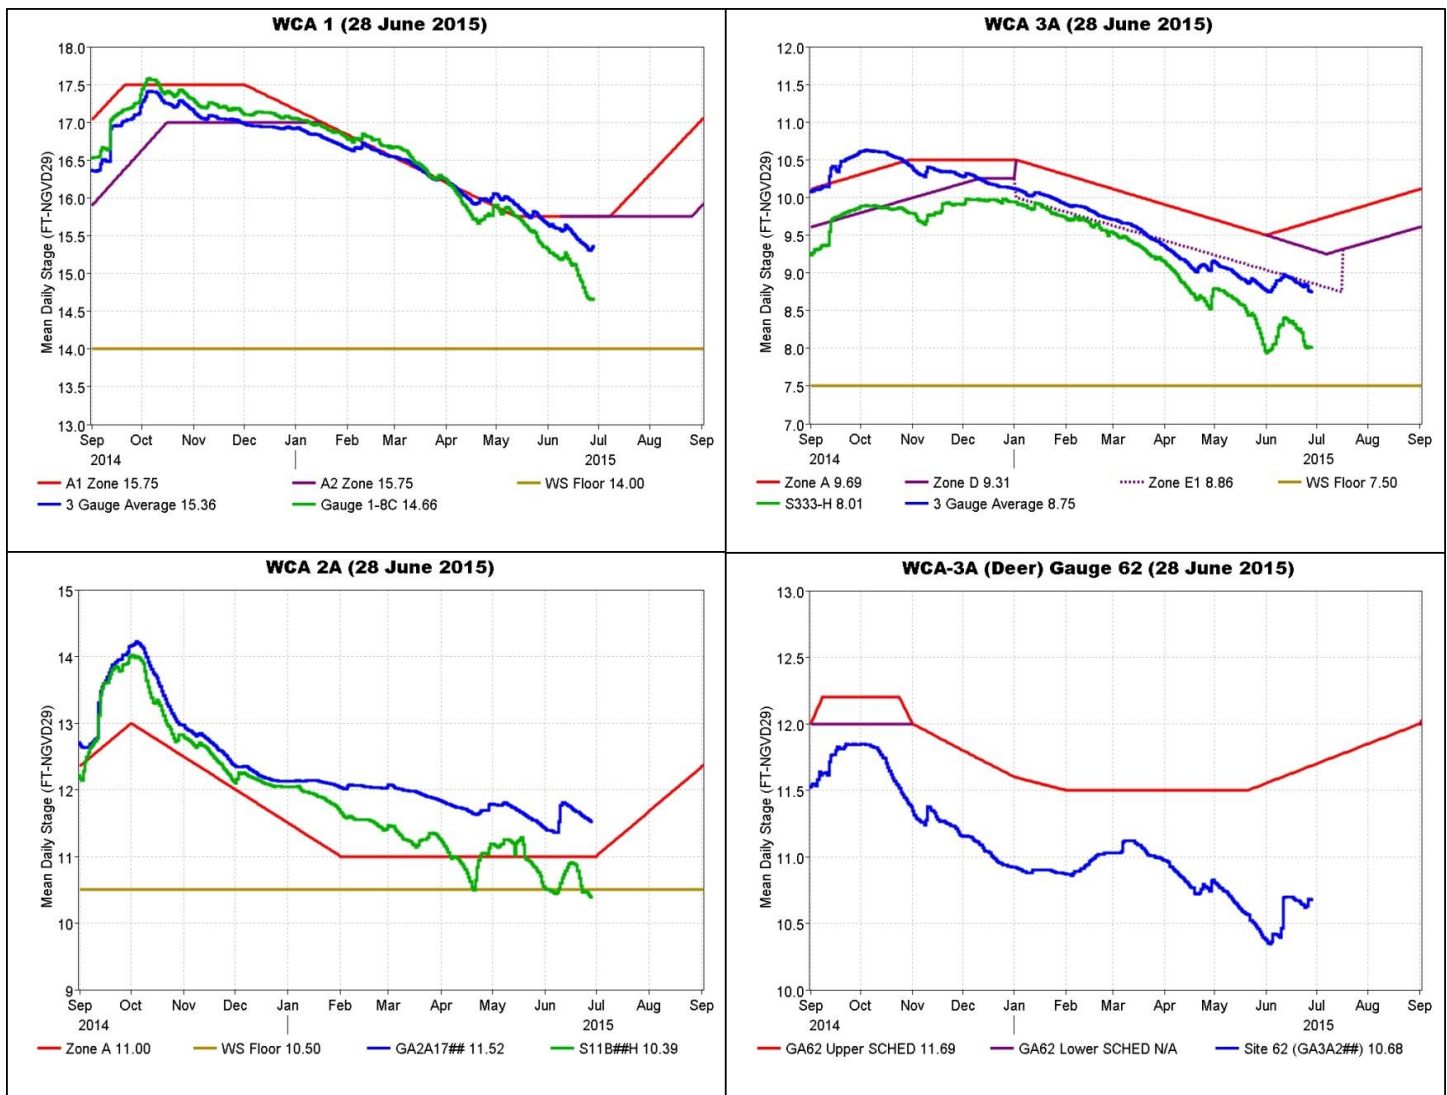 WCA 1 (28 June 2015)
Mean Daily Stage (FT-NGVD29)
18.0
17.5
17.0
16.5
16.0
15.5
15.0
14.5
14.0
13.5
13.0
Sep Oct Nov Dec Jan Feb Mar Apr May Jun Jul Aug Sep
2014 2015
A1 Zone 15.75 A2 Zone 15.75 WS Floor 14.00
3 Gauge Average 15.36 Gauge 1-8C 14.66
WCA 3A (28 June 2015)
Mean Daily Stage (FT-NGVD29)
12.0
11.5
11.0
10.5
10.0
9.5
9.0
8.5
8.0
7.5
7.0
Sep Oct Nov Dec Jan Feb Mar Apr May Jun Jul Aug Sep
2014 2015
Zone A 9.69 Zone D 9.31 Zone E1 8.86 WS Floor 7.50
S333-H 8.01 3 Gauge Average 8.75
WCA 2A (28 June 2015)
Mean Daily Stage (FT-NGVD29)
15
14
13
12
11
10
9
Sep Oct Nov Dec Jan Feb Mar Apr May Jun Jul Aug Sep
2014 2015
Zone A 11.00 WS Floor 10.50 GA2A17## 11.52 S11B##H 10.39
WCA-3A (Deer) Gauge 62 (28 June 2015)
Mean Daily Stage (FT-NGVD29)
13.0
12.5
12.0
11.5
11.0
10.5
10.0
Sep Oct Nov Dec Jan Feb Mar Apr May Jun Jul Aug Sep
2014 2015
GA62 Upper SCHED 11.69 GA62 Lower SCHED N/A Site 62 (GA3A2##) 10.68